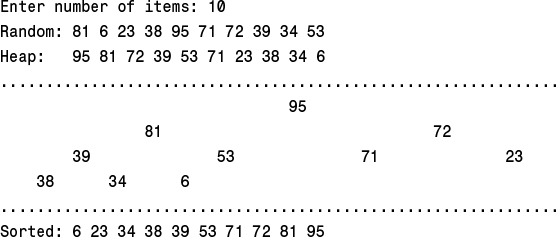 Enter number of items: 10
Random: 81 6 23 38 95 71 72 39 34 53
Heap: 95 81 72 39 53 71 23 38 34 6
..............................................................
95
81 72
39 53 71 23
38 34 6
..............................................................
Sorted: 6 23 34 38 39 53 71 72 81 95